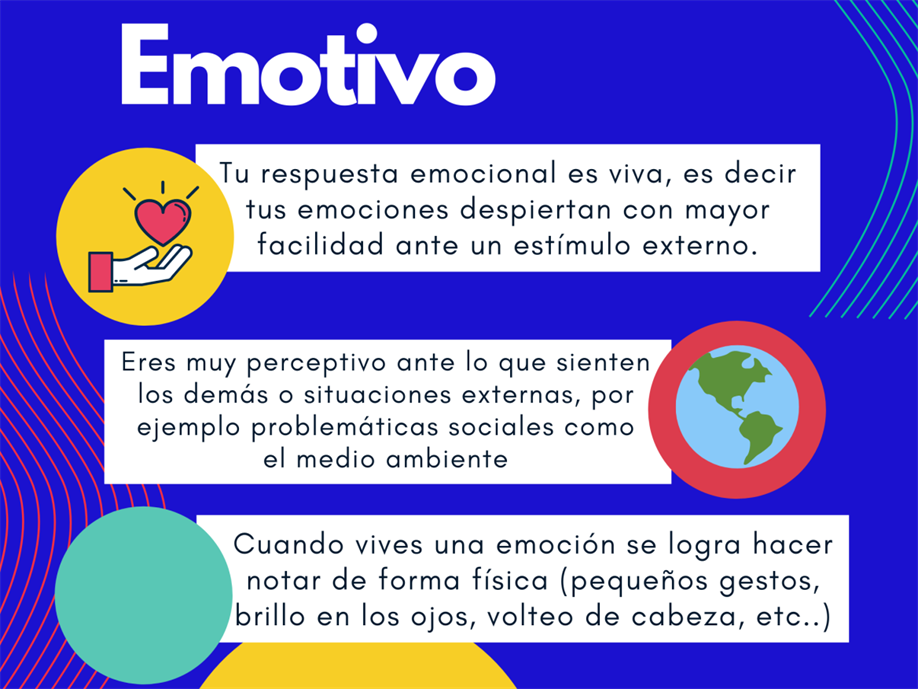 Emotivo
Tu respuesta emocional es viva, es decir
tus emociones despiertan con mayor
facilidad ante un estímulo externo.
Eres muy perceptivo ante lo que sienten
los demás o situaciones externas, por
ejemplo problemáticas sociales como
el medio ambiente
Cuando vives una emoción se logra hacer
notar de forma física (pequeños gestos,
brillo en los ojos, volteo de cabeza, etc..)